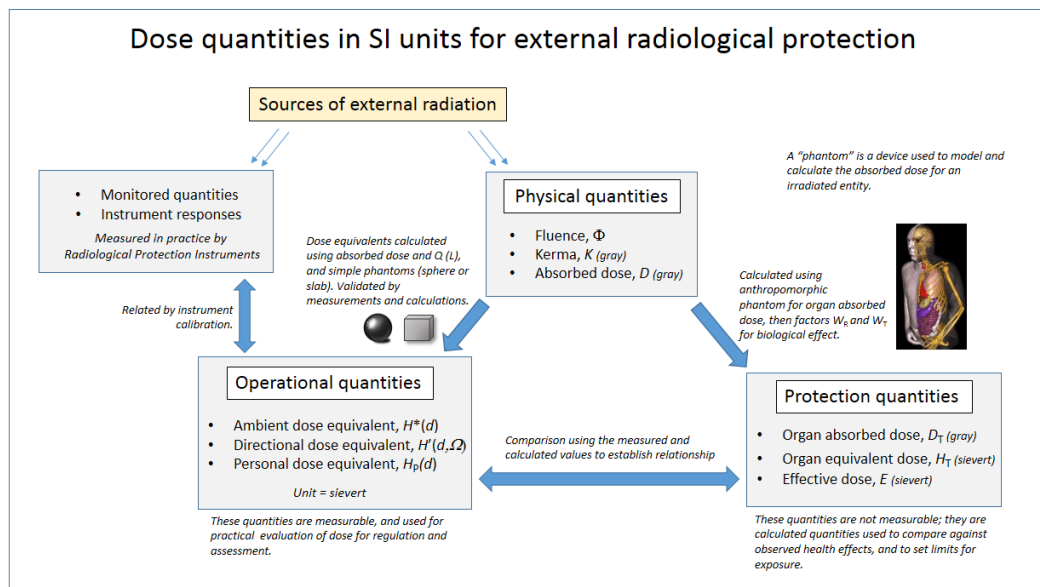 Dose quantities in SI units for external radiological protection
Sources of external radiation
• Monitored quantities
• Instrument responses
Measured in practice by
Radiological Protection Instruments
Physical quantities
• Fluence, Φ
• Kerma, K (gray)
• Absorbed dose, D (gray)
A “phantom” is a device used to model and
calculate the absorbed dose for an
irradiated entity.
Dose equivalents calculated
using absorbed dose and Q (L),
and simple phantoms (sphere or
slab). Validated by
measurements and calculations.
Calculated using
anthropomorphic
phantom for organ absorbed
dose, then factors WR and WT
for biological effect.
Related by instrument
calibration.
Operational quantities
• Ambient dose equivalent, H*(d)
• Directional dose equivalent, H'(d,Ω)
• Personal dose equivalent, HP(d)
Unit = sievert
Comparison using the measured and
calculated values to establish relationship
Protection quantities
• Organ absorbed dose, DT (gray)
• Organ equivalent dose, HT (sievert)
• Effective dose, E (sievert)
These quantities are measurable, and used for
practical evaluation of dose for regulation and
assessment.
These quantities are not measurable; they are
calculated quantities used to compare against
observed health effects, and to set limits for
exposure.